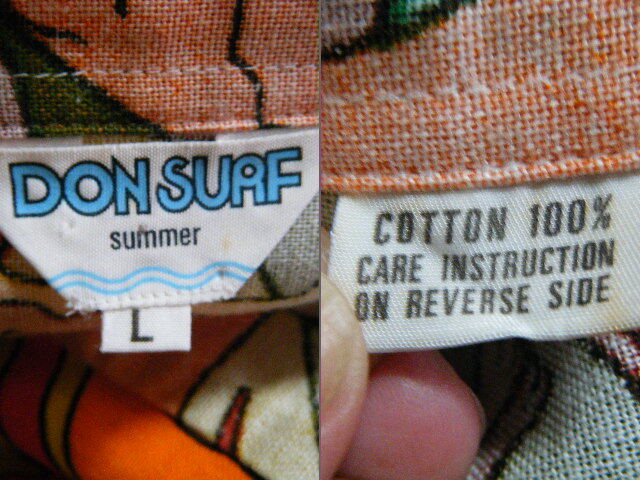 DON SURF
summer
L
COTTON 100%
CARE INSTRUCTION
ON REVERSE SIDE